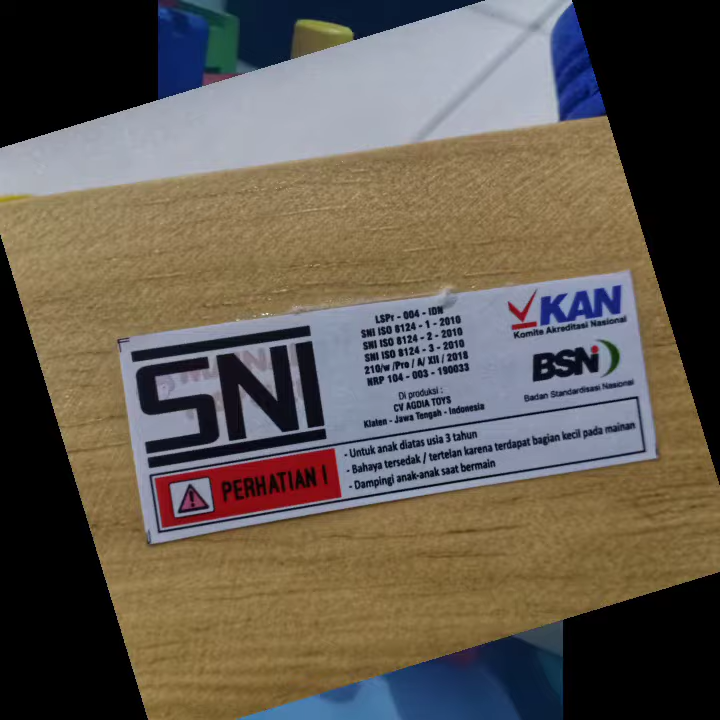 SNI
LSPr - 004 - IDN
SNI ISO 8124 - 1 - 2010
SNI ISO 8124 - 2 - 2010
SNI ISO 8124 - 3 - 2010
210/w /Pro / A/ XII / 2018
NRP 104 - 003 - 190033
Di produksi :
CV AGDIA TOYS
Klaten - Jawa Tengah - Indonesia
KAN
Komite Akreditasi Nasional
BSN
Badan Standardisasi Nasional
PERHATIAN !
- Untuk anak diatas usia 3 tahun
- Bahaya tersedak / tertelan karena terdapat bagian kecil pada mainan
- Dampingi anak-anak saat bermain